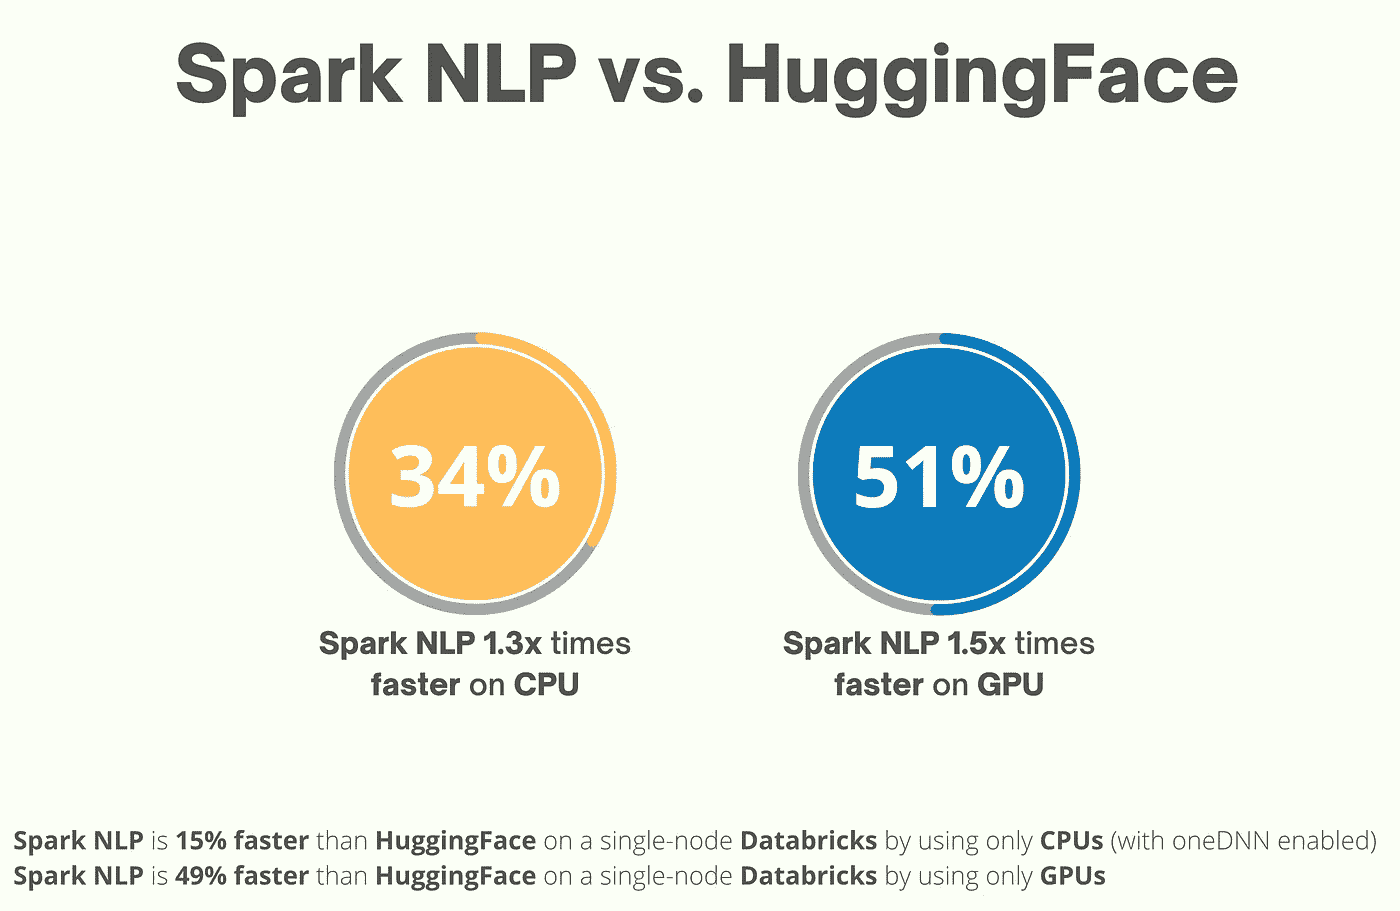 Spark NLP vs. HuggingFace
34%
51%
Spark NLP 1.3x times
faster on CPU
Spark NLP 1.5x times
faster on GPU
Spark NLP is 15% faster than HuggingFace on a single-node Databricks by using only CPUs (with oneDNN enabled)
Spark NLP is 49% faster than HuggingFace on a single-node Databricks by using only GPUs